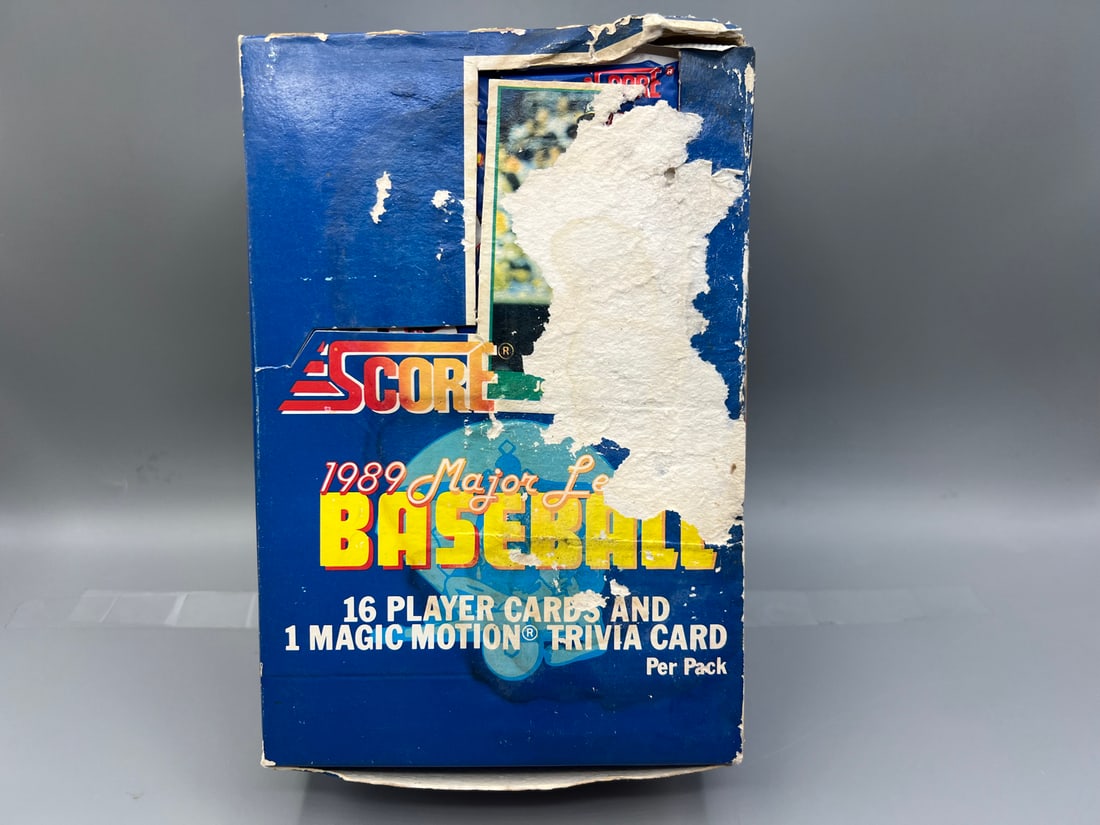 SCORE®
SCORE®
1989 Major Le
BASEBALL
16 PLAYER CARDS AND
1 MAGIC MOTION® TRIVIA CARD
Per Pack